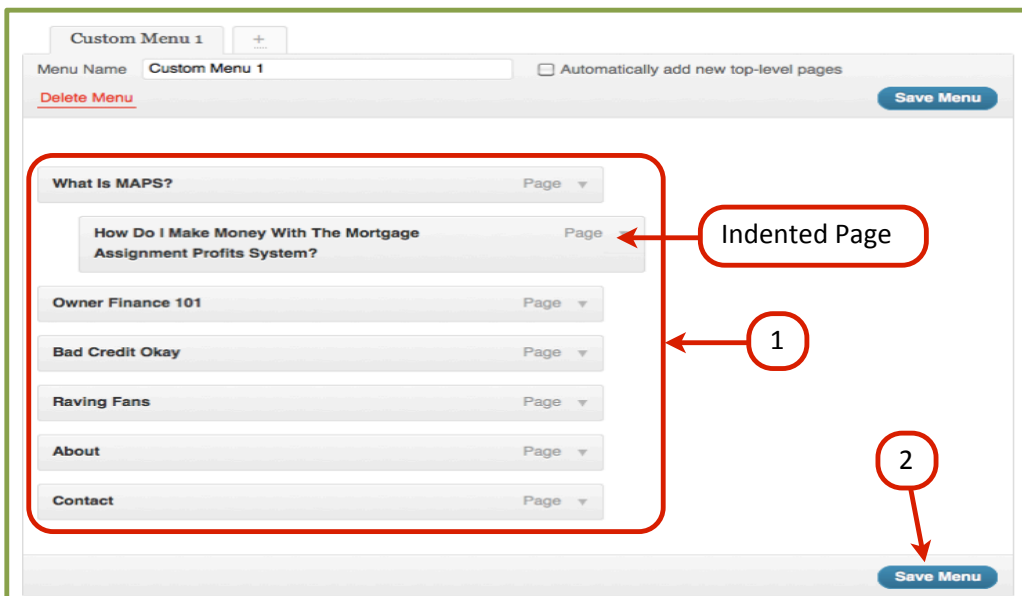 Custom Menu 1 +
Menu Name Custom Menu 1 Automatically add new top-level pages
Delete Menu Save Menu
What Is MAPS? Page
How Do I Make Money With The Mortgage Page
Assignment Profits System?
Indented Page
Owner Finance 101 Page
1
Bad Credit Okay Page
Raving Fans Page
About Page
2
Contact Page
Save Menu